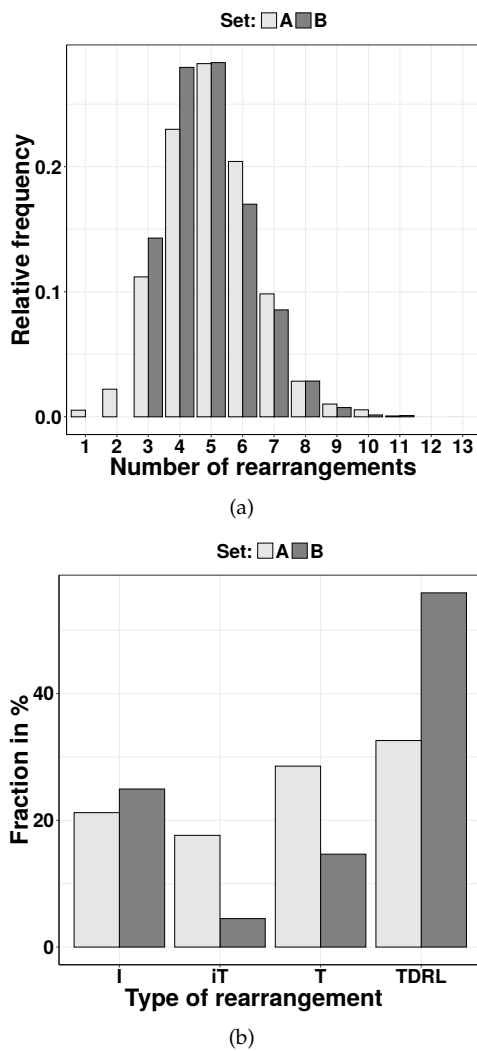 Set: A B
Relative frequency
0.2
0.1
0.0
1 2 3 4 5 6 7 8 9 10 11 12 13
Number of rearrangements
(a)
Set: A B
Fraction in %
40
20
0
I iT T TDRL
Type of rearrangement
(b)